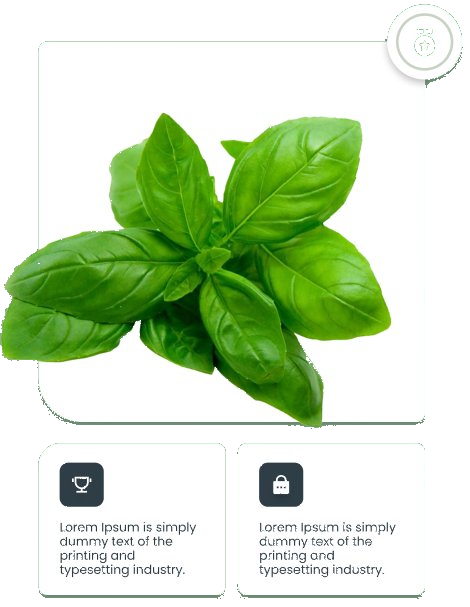 Lorem Ipsum is simply
dummy text of the
printing and
typesetting industry.
Lorem Ipsum is simply
dummy text of the
printing and
typesetting industry.